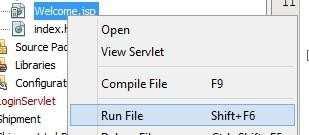 Welcome.jsp
11
index.h
Open
Source Pac
View Servlet
Libraries
Configurat
Compile File F9
LoginServlet
Shipment
Run File Shift+F6